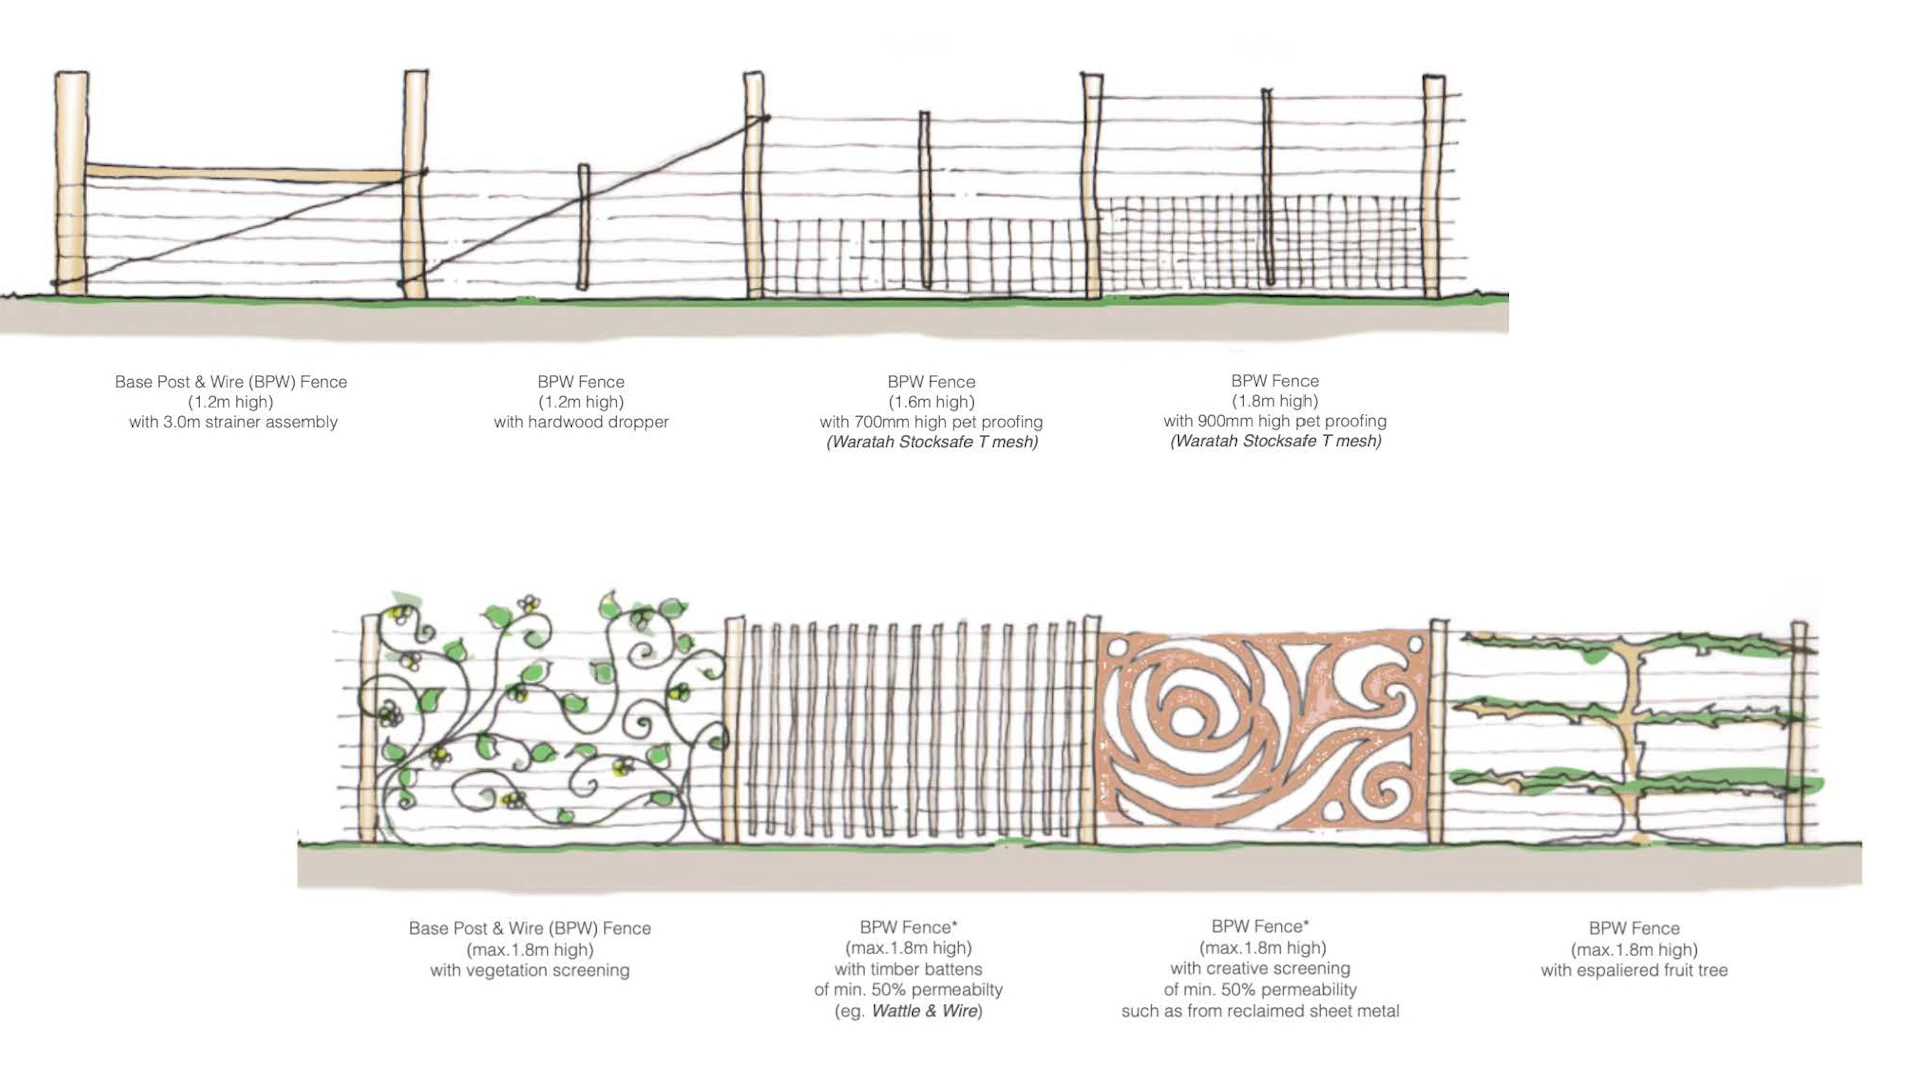 Base Post & Wire (BPW) Fence
(1.2m high)
with 3.0m strainer assembly
BPW Fence
(1.2m high)
with hardwood dropper
BPW Fence
(1.6m high)
with 700mm high pet proofing
(Waratah Stocksafe T mesh)
BPW Fence
(1.8m high)
with 900mm high pet proofing
(Waratah Stocksafe T mesh)
Base Post & Wire (BPW) Fence
(max.1.8m high)
with vegetation screening
BPW Fence*
(max.1.8m high)
with timber battens
of min. 50% permeabilty
(eg. Wattle & Wire)
BPW Fence*
(max.1.8m high)
with creative screening
of min. 50% permeability
such as from reclaimed sheet metal
BPW Fence
(max.1.8m high)
with espaliered fruit tree